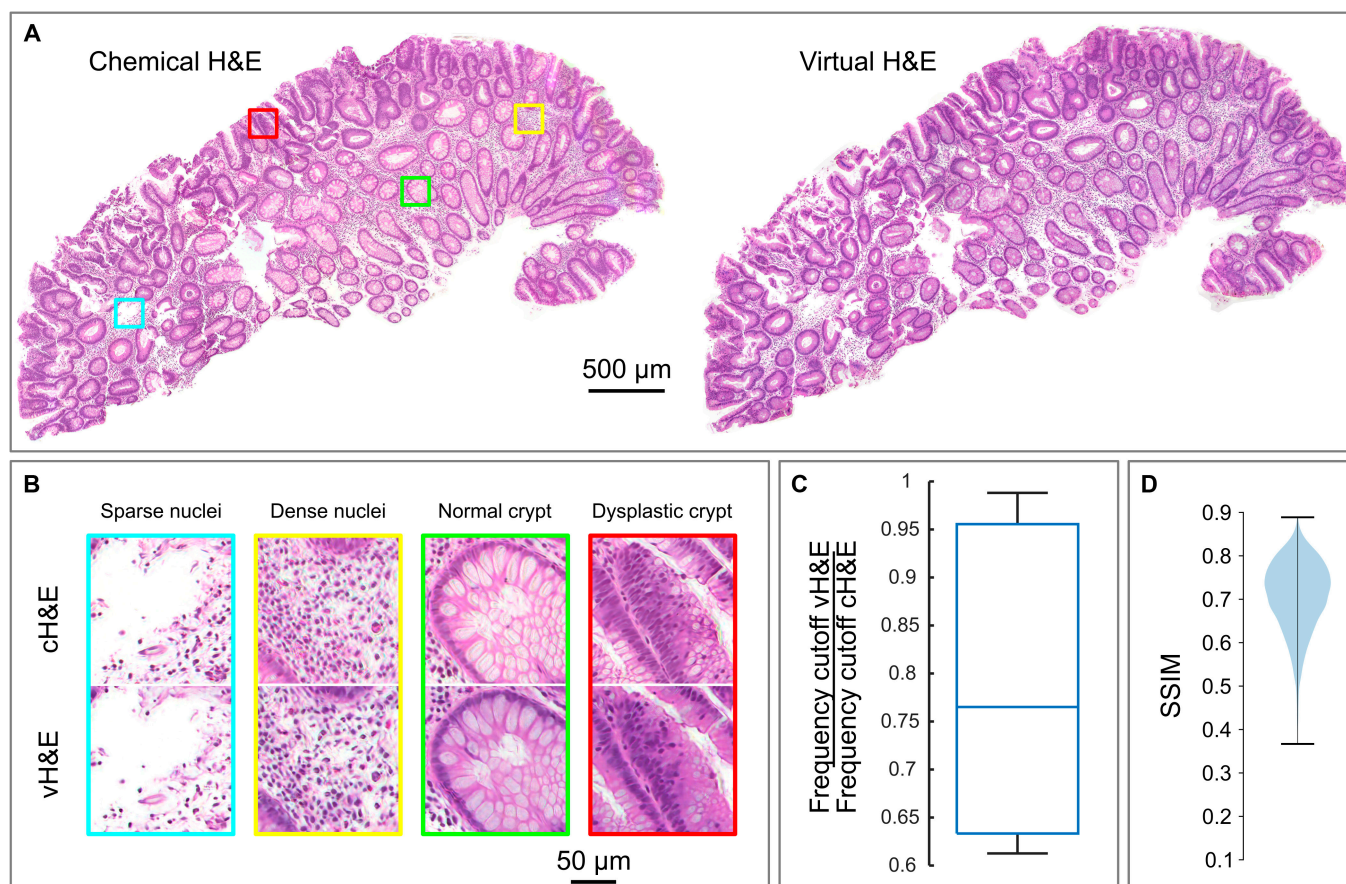 A
Chemical H&E
Virtual H&E
500 µm
B
Sparse nuclei
Dense nuclei
Normal crypt
Dysplastic crypt
cH&E
vH&E
50 µm
C
Frequency cutoff vH&E
Frequency cutoff cH&E
1
0.95
0.9
0.85
0.8
0.75
0.7
0.65
0.6
D
SSIM
0.9
0.8
0.7
0.6
0.5
0.4
0.3
0.2
0.1